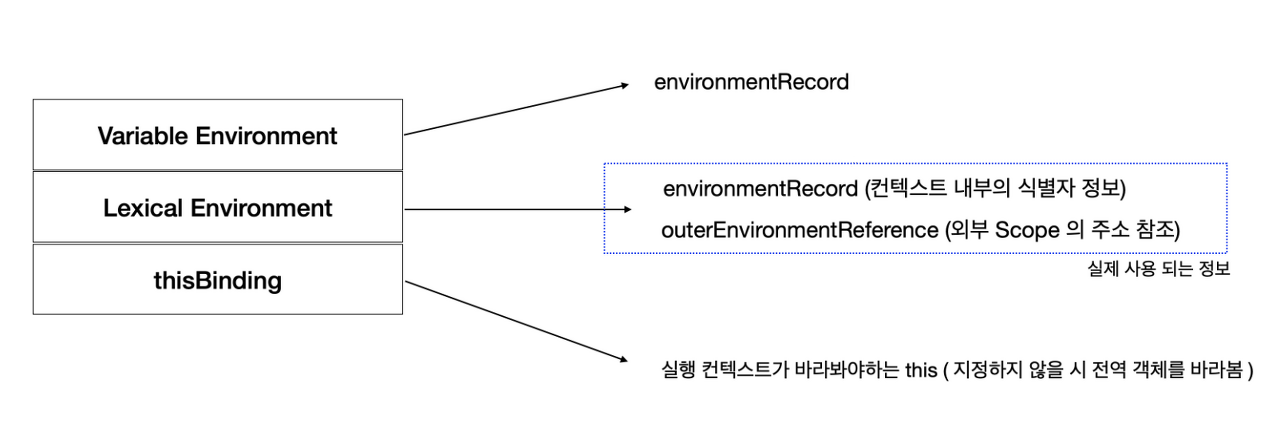 environmentRecord
Variable Environment
Lexical Environment
environmentRecord (컨텍스트 내부의 식별자 정보)
outerEnvironmentReference (외부 Scope 의 주소 참조)
실제 사용 되는 정보
thisBinding
실행 컨텍스트가 바라봐야하는 this ( 지정하지 않을 시 전역 객체를 바라봄 )